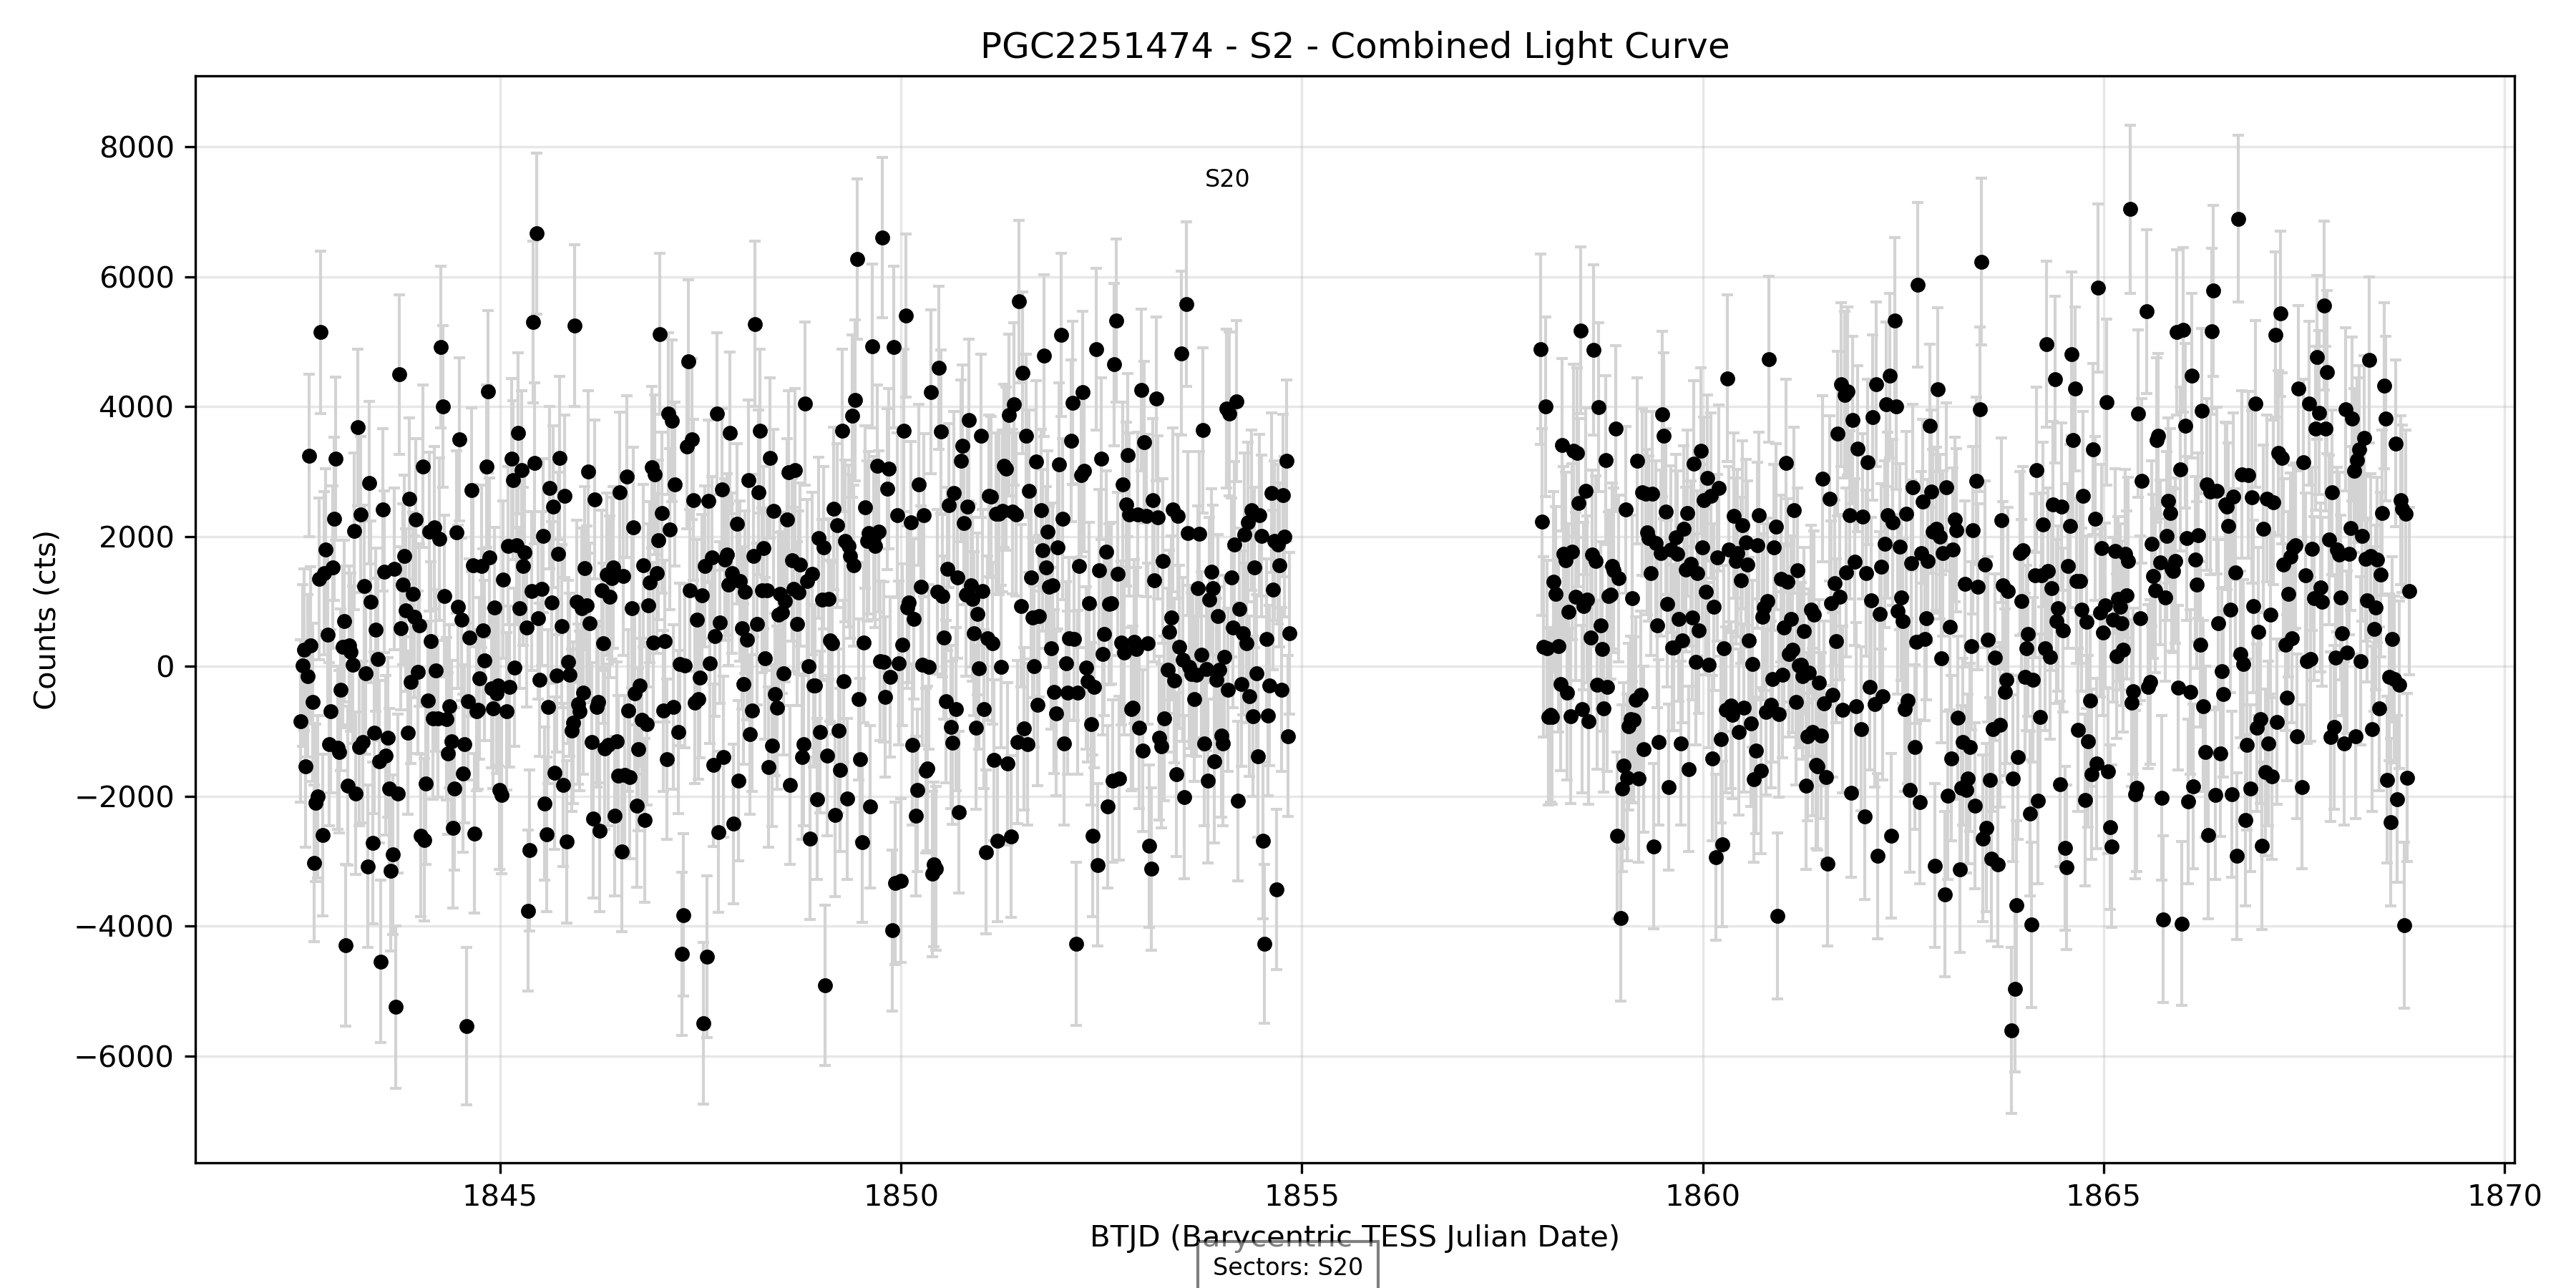 PGC2251474 - S2 - Combined Light Curve
S20
8000
6000
4000
2000
0
−2000
−4000
−6000
Counts (cts)
1845 1850 1855 1860 1865 1870
BTJD (Barycentric TESS Julian Date)
Sectors: S20